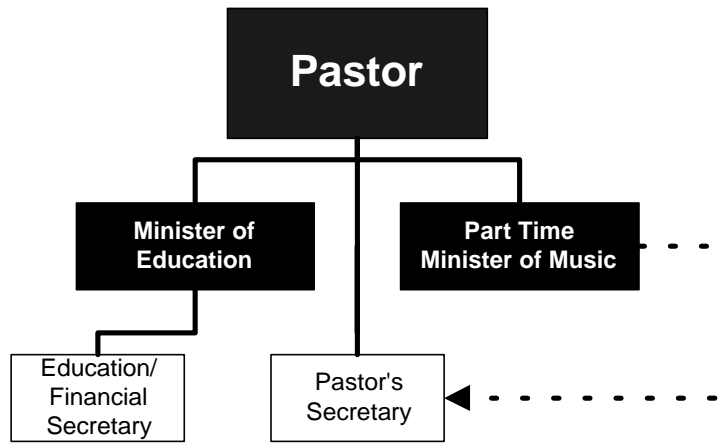 Pastor
Minister of
Education
Part Time
Minister of Music
Education/
Financial
Secretary
Pastor's
Secretary